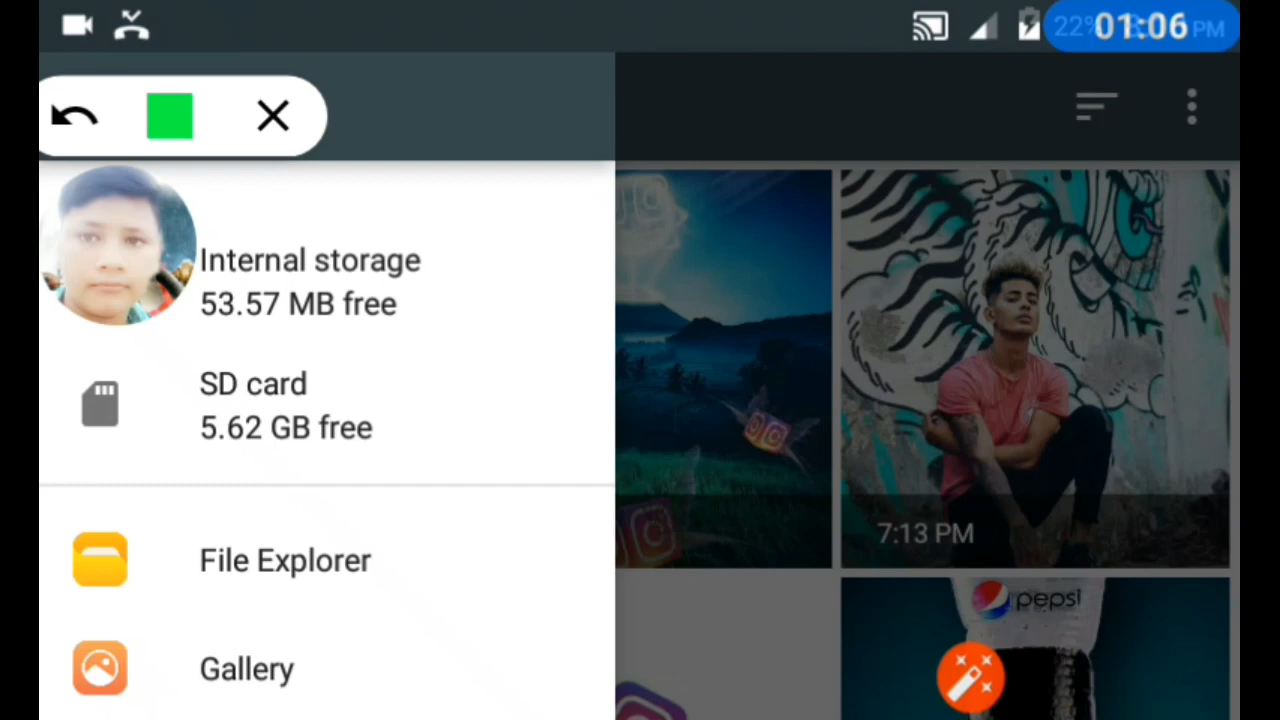 01:06
22%
PM
Internal storage
53.57 MB free
SD card
5.62 GB free
File Explorer
Gallery
7:13 PM
pepsi